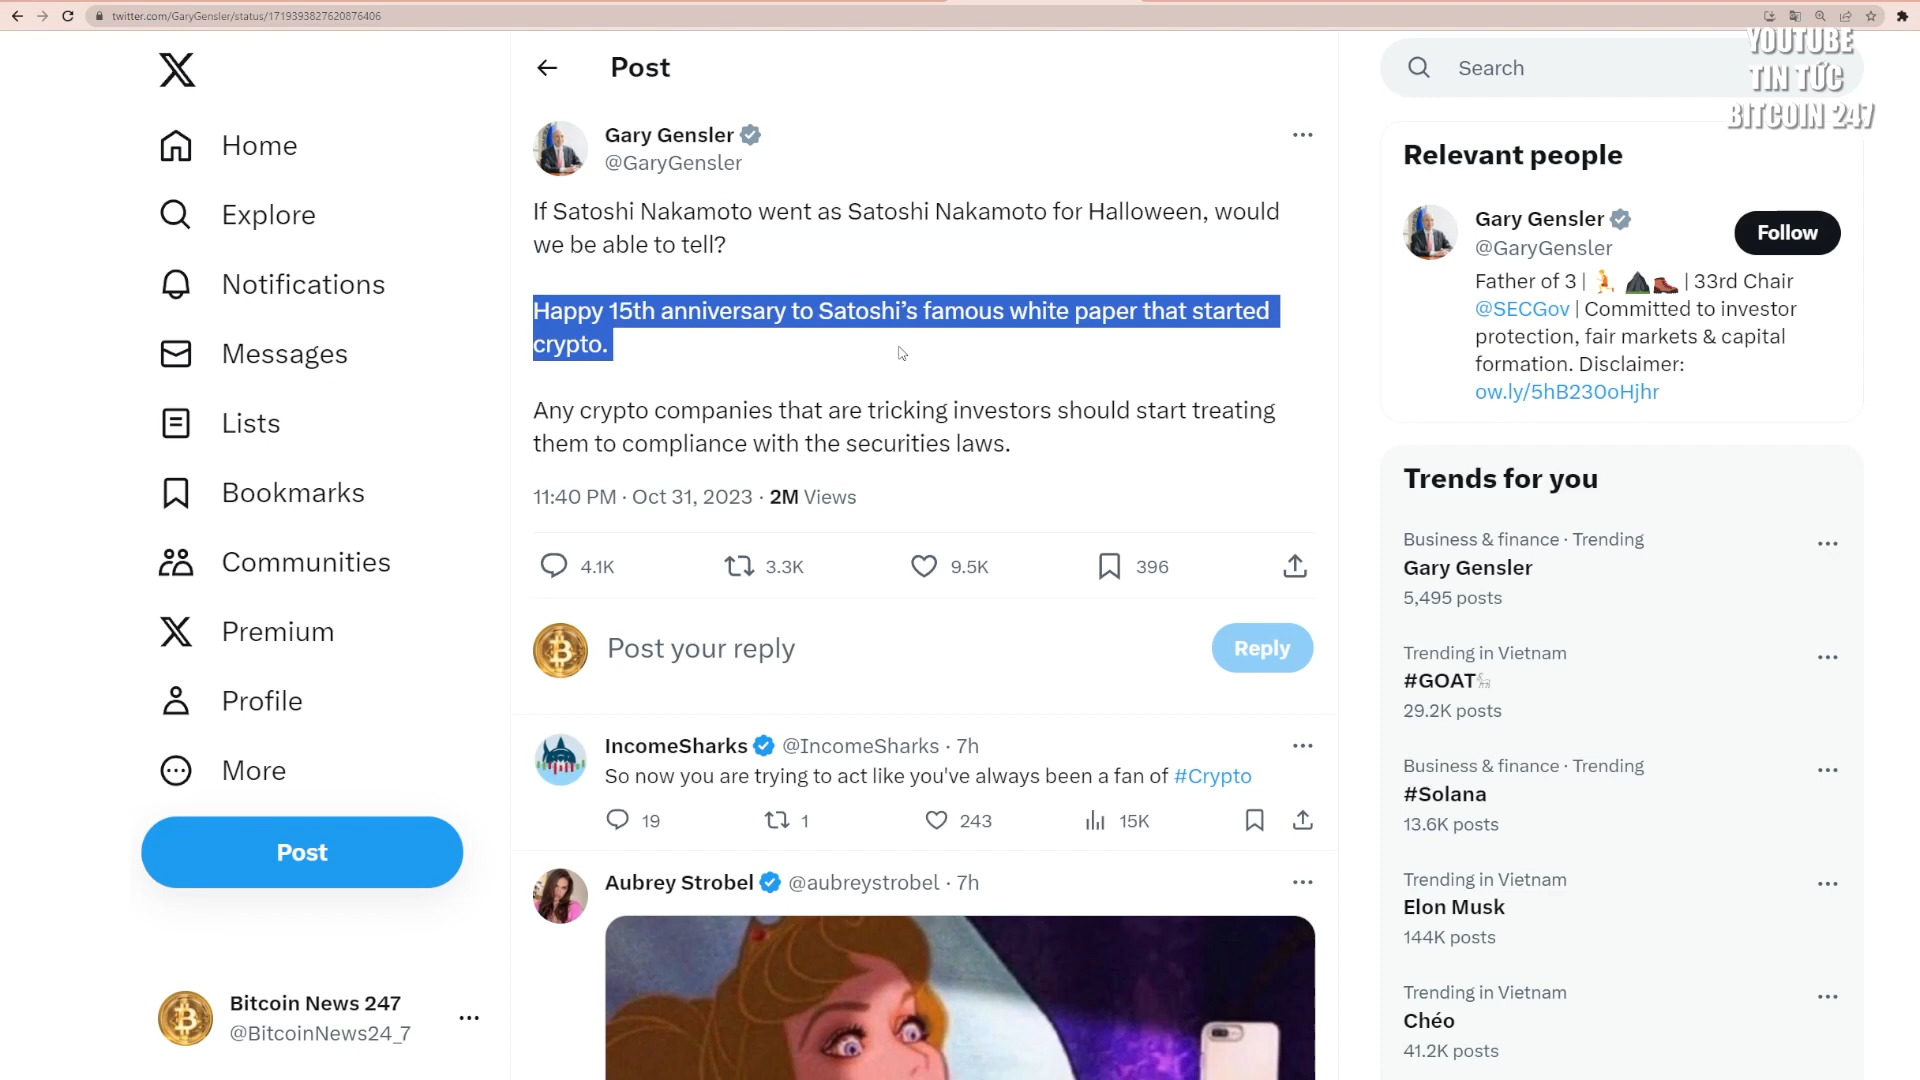 twitter.com/GaryGensler/status/1719393827620876406
YOUTUBE
TIN TỨC
BITCOIN 247
Home
Explore
Notifications
Messages
Lists
Bookmarks
Communities
Premium
Profile
More
Post
Bitcoin News 247
@BitcoinNews24_7
Post
Gary Gensler
@GaryGensler
If Satoshi Nakamoto went as Satoshi Nakamoto for Halloween, would
we be able to tell?
Happy 15th anniversary to Satoshi’s famous white paper that started
crypto.
Any crypto companies that are tricking investors should start treating
them to compliance with the securities laws.
11:40 PM · Oct 31, 2023 · 2M Views
4.1K 3.3K 9.5K 396
Post your reply
Reply
IncomeSharks @IncomeSharks · 7h
So now you are trying to act like you've always been a fan of #Crypto
19 1 243 15K
Aubrey Strobel @aubreystrobel · 7h
Search
Relevant people
Gary Gensler
@GaryGensler
Follow
Father of 3 | 🏃 ⛰️🥾 | 33rd Chair
@SECGov | Committed to investor
protection, fair markets & capital
formation. Disclaimer:
ow.ly/5hB230oHjhr
Trends for you
Business & finance · Trending
Gary Gensler
5,495 posts
Trending in Vietnam
#GOAT
29.2K posts
Business & finance · Trending
#Solana
13.6K posts
Trending in Vietnam
Elon Musk
144K posts
Trending in Vietnam
Chéo
41.2K posts